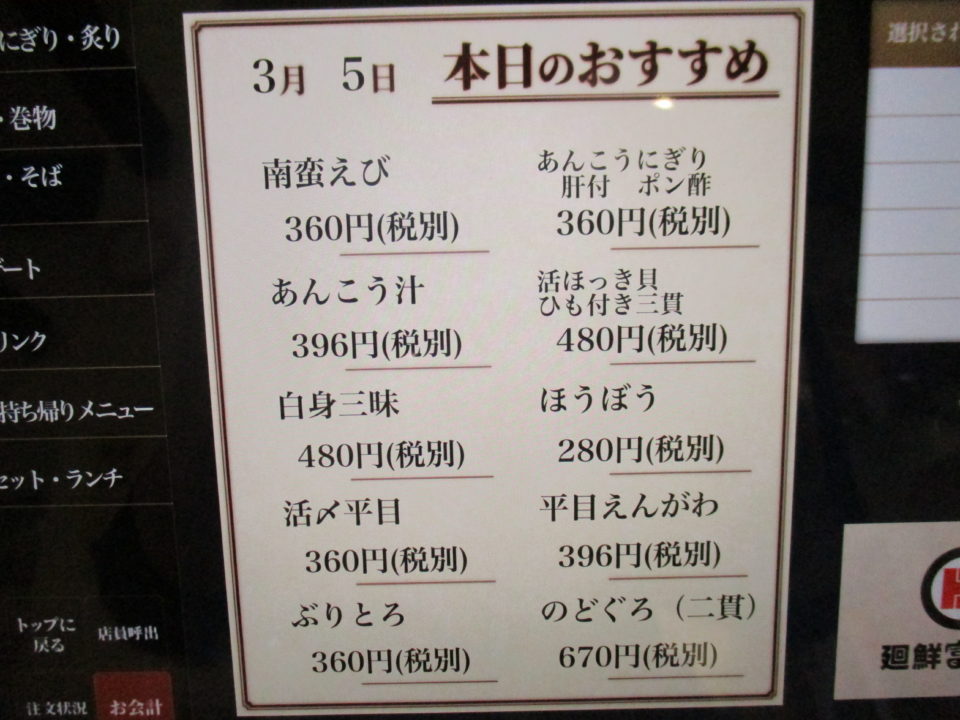 にぎり・炙り
・巻物
・そば
ート
リンク
持ち帰りメニュー
セット・ランチ
トップに
戻る
店員呼出
注文状況
お会計
3月 5日 本日のおすすめ
南蛮えび
360円(税別)
あんこう汁
396円(税別)
白身三昧
480円(税別)
活〆平目
360円(税別)
ぶりとろ
360円(税別)
あんこうにぎり
肝付 ポン酢
360円(税別)
活ほっき貝
ひも付き三貫
480円(税別)
ほうぼう
280円(税別)
平目えんがわ
396円(税別)
のどぐろ（二貫）
670円(税別)
選択され
廻鮮富